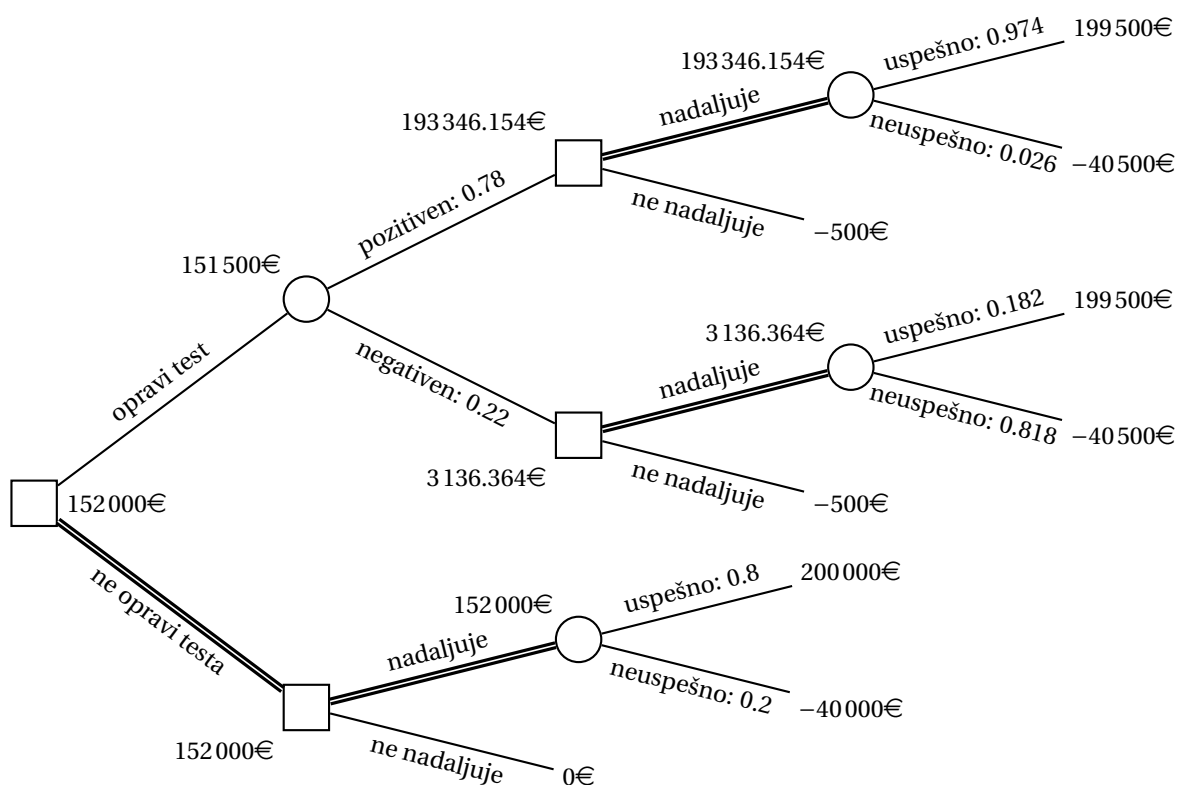 uspešno: 0.974
199 500€
193 346.154€
nadaljuje
neuspešno: 0.026
−40 500€
193 346.154€
pozitiven: 0.78
ne nadaljuje
−500€
151 500€
opravi test
negativen: 0.22
uspešno: 0.182
199 500€
3 136.364€
nadaljuje
neuspešno: 0.818
−40 500€
3 136.364€
ne nadaljuje
−500€
152 000€
ne opravi testa
uspešno: 0.8
200 000€
152 000€
nadaljuje
neuspešno: 0.2
−40 000€
152 000€
ne nadaljuje
0€